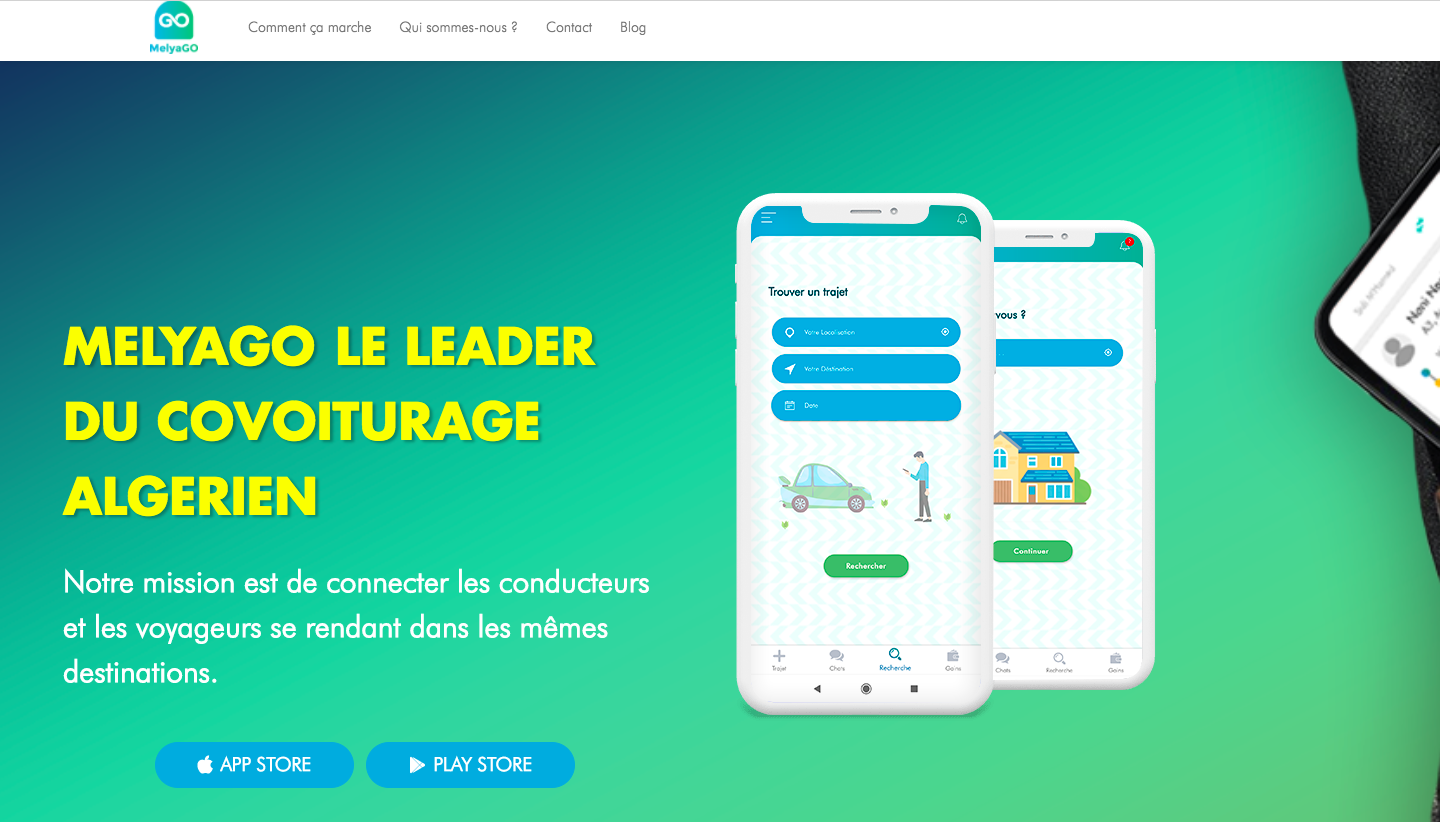 GO
MelyaGO
Comment ça marche
Qui sommes-nous ?
Contact
Blog
MELYAGO LE LEADER
DU COVOITURAGE
ALGERIEN
Notre mission est de connecter les conducteurs
et les voyageurs se rendant dans les mêmes
destinations.
APP STORE
PLAY STORE
Trouver un trajet
Votre Localisation
Votre Déstination
Date
Rechercher
Trajet
Chats
Recherche
Gains
vous ?
Continuer
Chats
Recherche
Gains